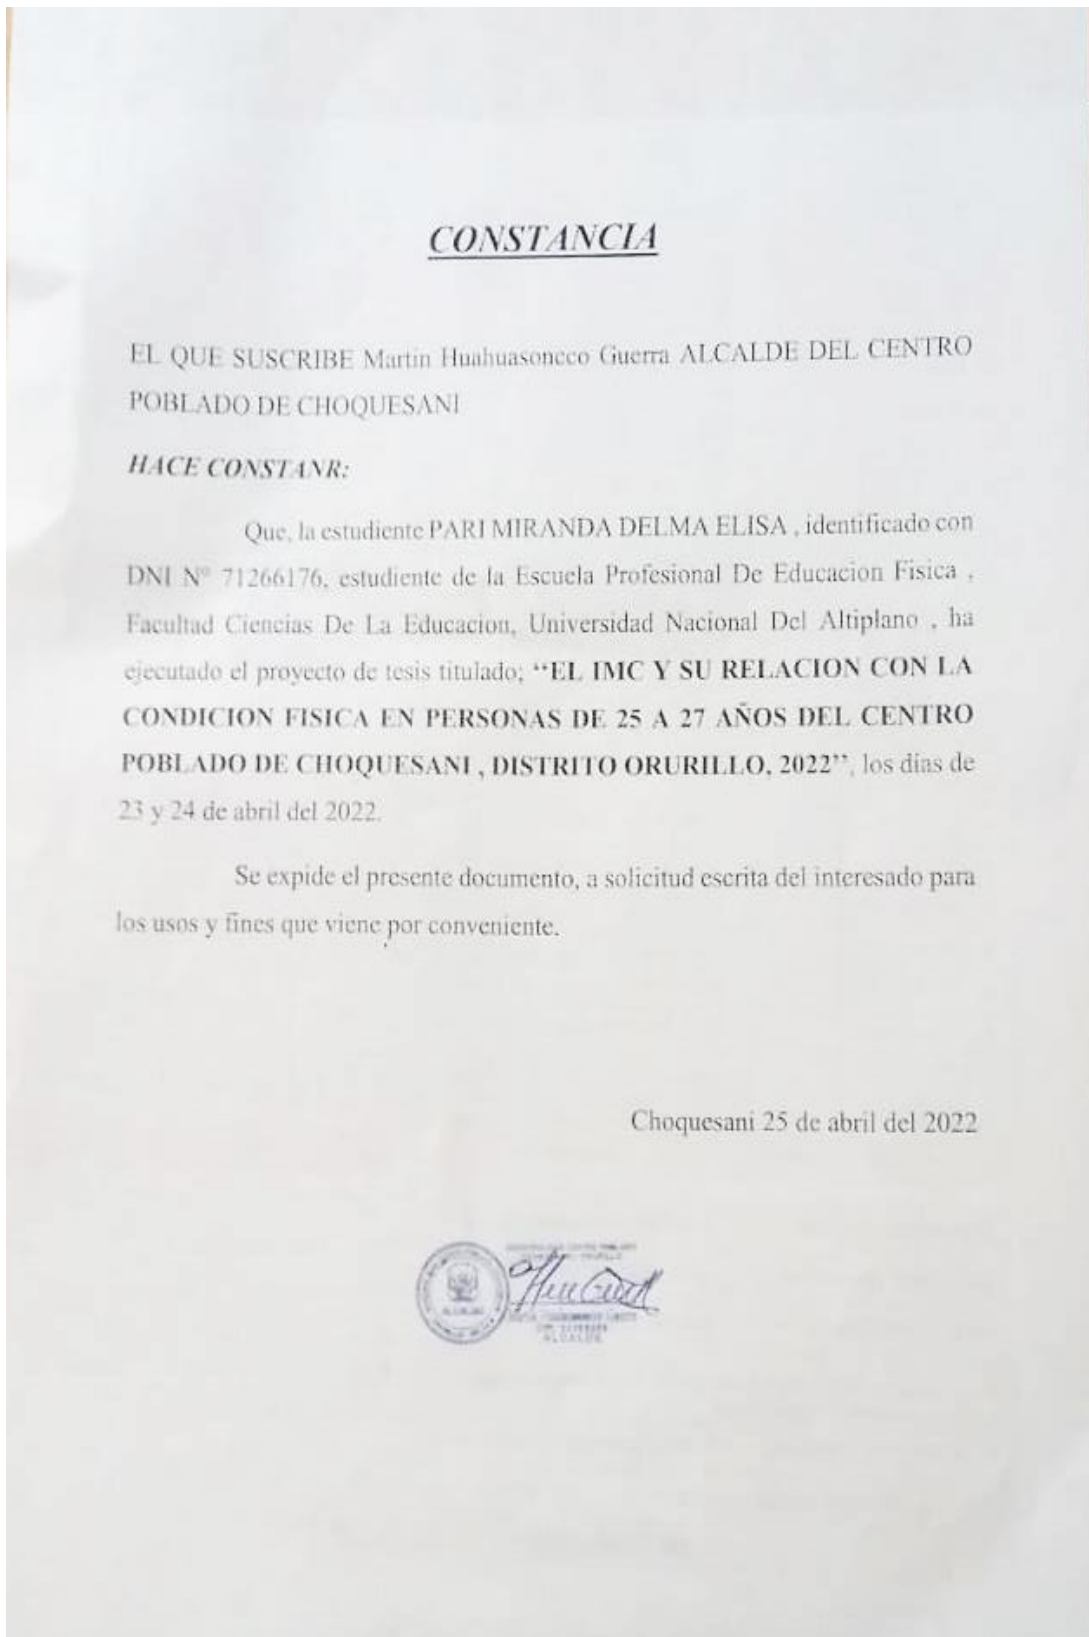 CONSTANCIA
EL QUE SUSCRIBE Martin Huahuasoncco Guerra ALCALDE DEL CENTRO
POBLADO DE CHOQUESANI
HACE CONSTANR:
Que, la estudiante PARI MIRANDA DELMA ELISA , identificado con
DNI Nº 71266176, estudiante de la Escuela Profesional De Educacion Fisica ,
Facultad Ciencias De La Educacion, Universidad Nacional Del Altiplano , ha
ejecutado el proyecto de tesis titulado; “EL IMC Y SU RELACION CON LA
CONDICION FISICA EN PERSONAS DE 25 A 27 AÑOS DEL CENTRO
POBLADO DE CHOQUESANI , DISTRITO ORURILLO, 2022”, los dias de
23 y 24 de abril del 2022.
Se expide el presente documento, a solicitud escrita del interesado para
los usos y fines que viene por conveniente.
Choquesani 25 de abril del 2022
ALCALDE